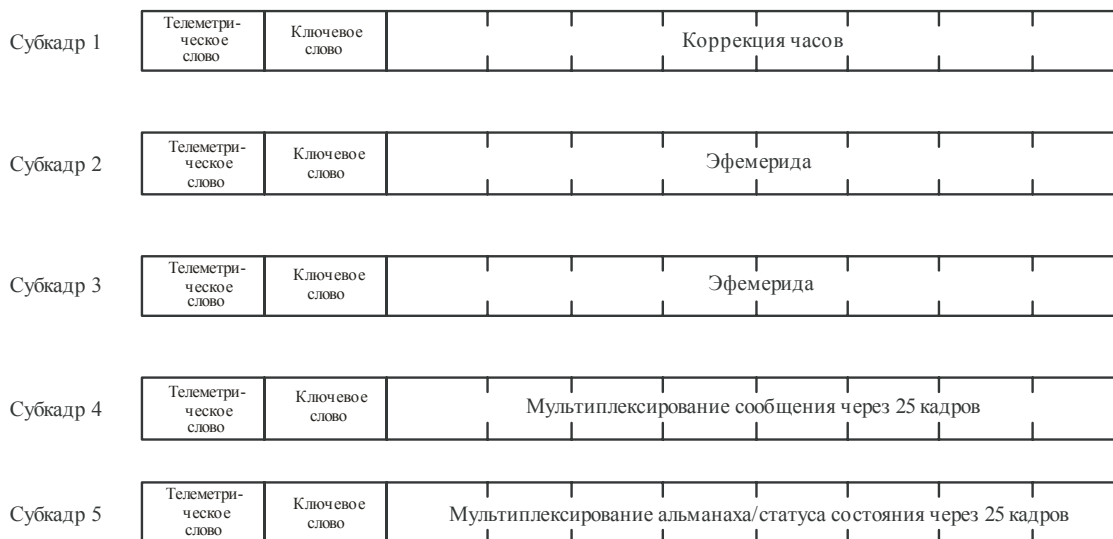 Субкадр 1
Телеметри-
ческое
слово
Ключевое
слово
Коррекция часов
Субкадр 2
Телеметри-
ческое
слово
Ключевое
слово
Эфемерида
Субкадр 3
Телеметри-
ческое
слово
Ключевое
слово
Эфемерида
Субкадр 4
Телеметри-
ческое
слово
Ключевое
слово
Мультиплексирование сообщения через 25 кадров
Субкадр 5
Телеметри-
ческое
слово
Ключевое
слово
Мультиплексирование альманаха/статуса состояния через 25 кадров